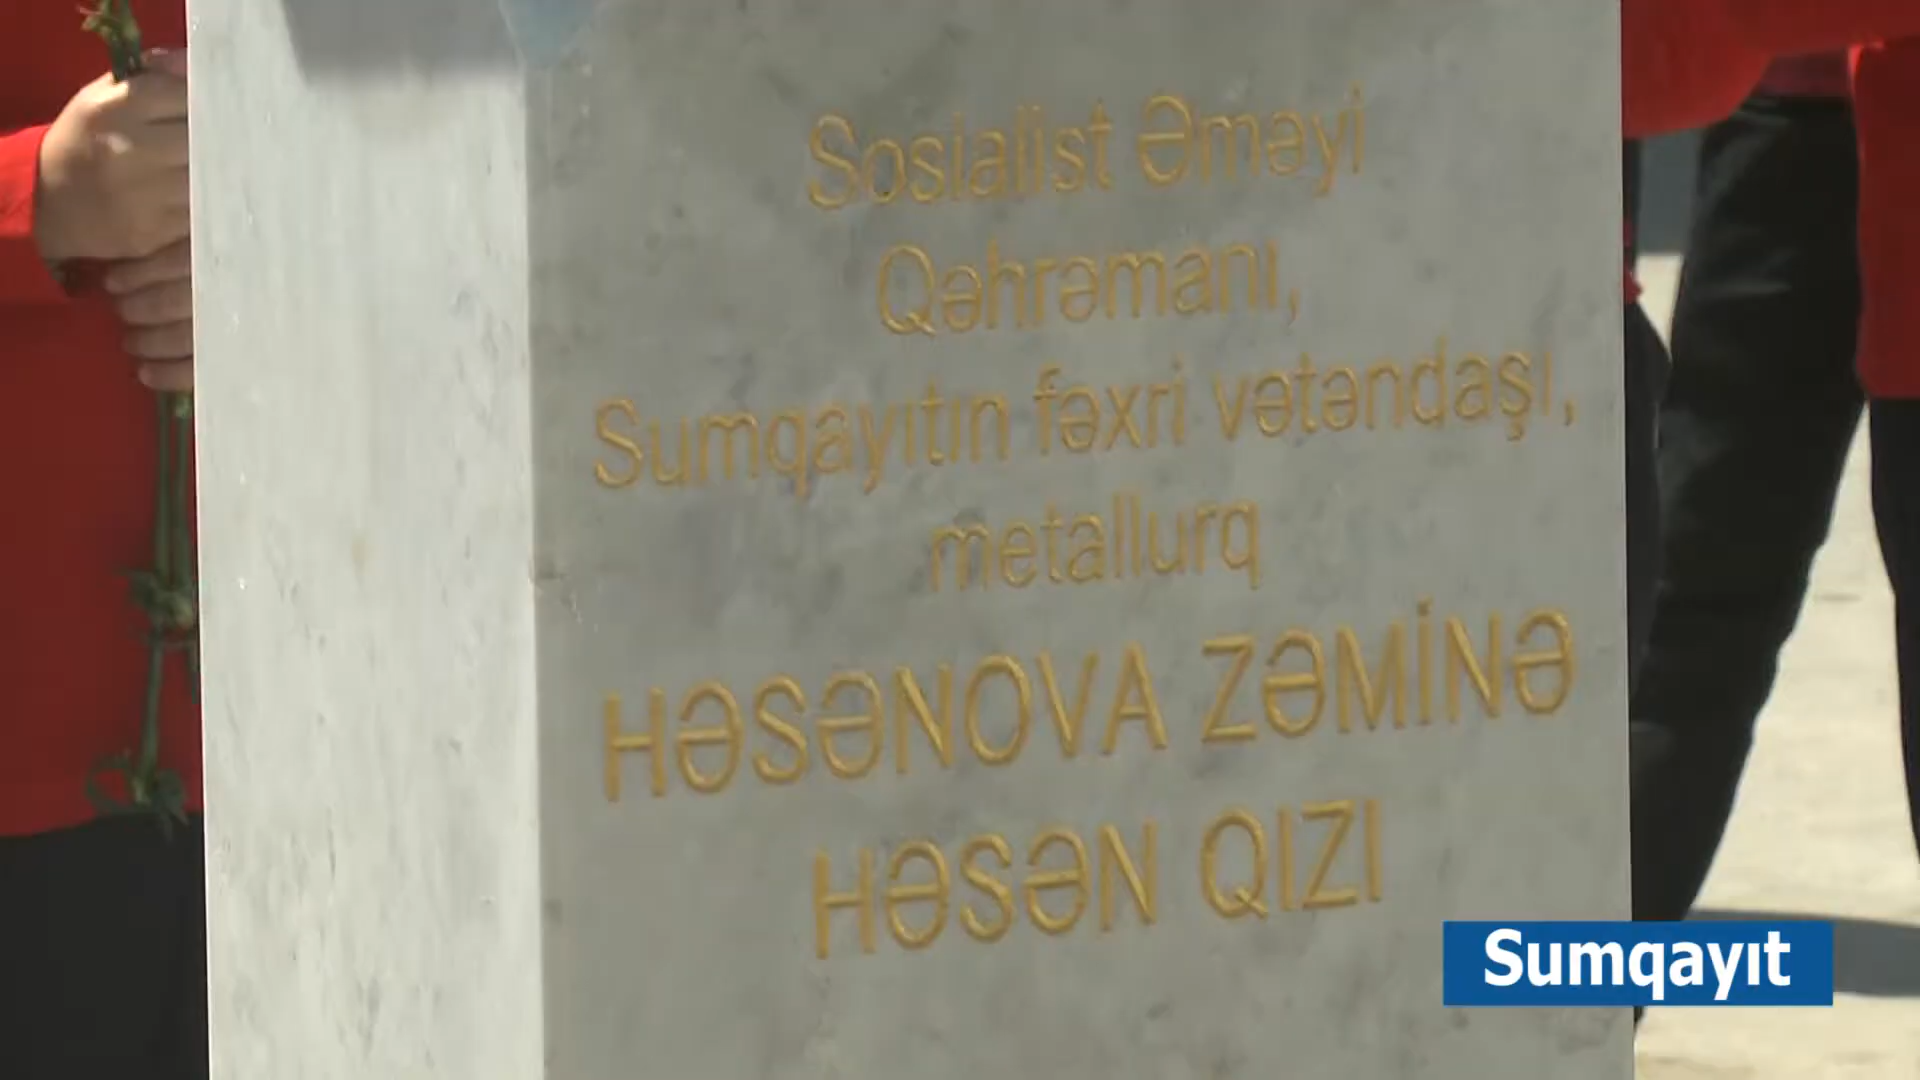 Sosialist Əməyi
Qəhrəmanı,
Sumqayıtın fəxri vətəndaşı,
metallurq
HƏSƏNOVA ZƏMİNƏ
HƏSƏN QIZI
Sumqayıt